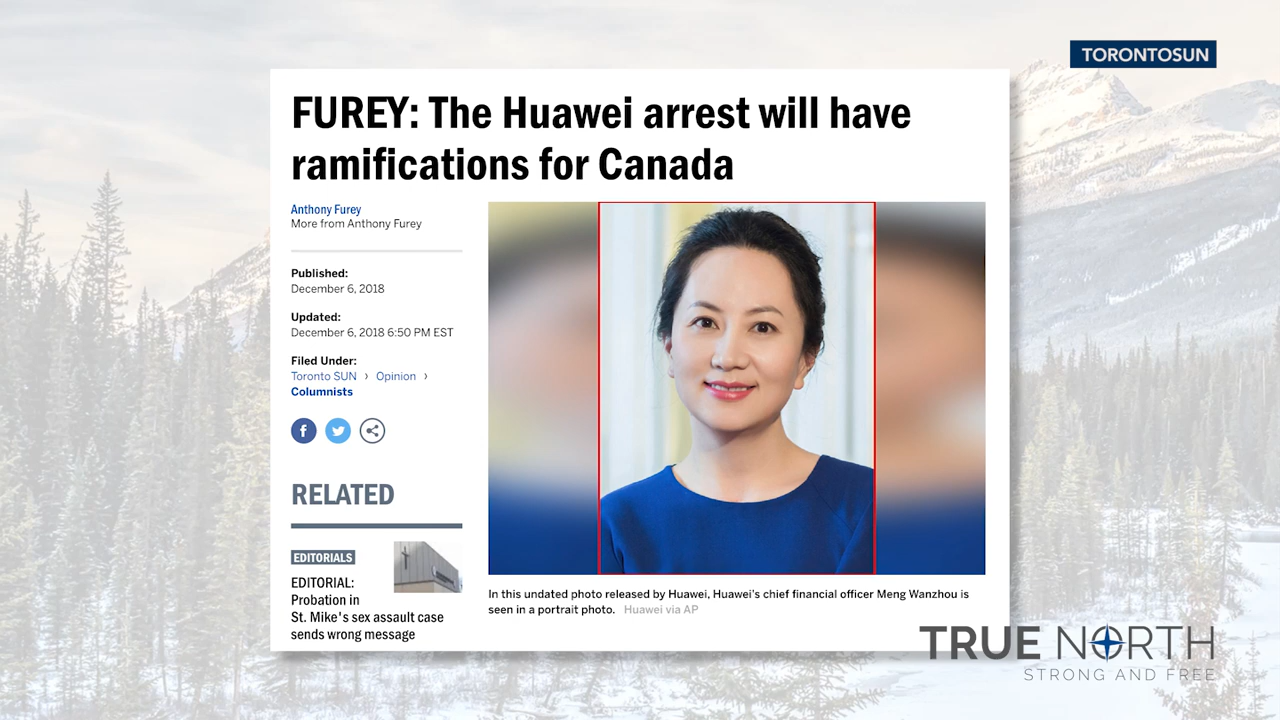 TORONTOSUN
FUREY: The Huawei arrest will have
ramifications for Canada
Anthony Furey
More from Anthony Furey
Published:
December 6, 2018
Updated:
December 6, 2018 6:50 PM EST
Filed Under:
Toronto SUN › Opinion ›
Columnists
RELATED
EDITORIALS
EDITORIAL:
Probation in
St. Mike's sex assault case
sends wrong message
In this undated photo released by Huawei, Huawei's chief financial officer Meng Wanzhou is
seen in a portrait photo. Huawei via AP
TRUE NORTH
STRONG AND FREE